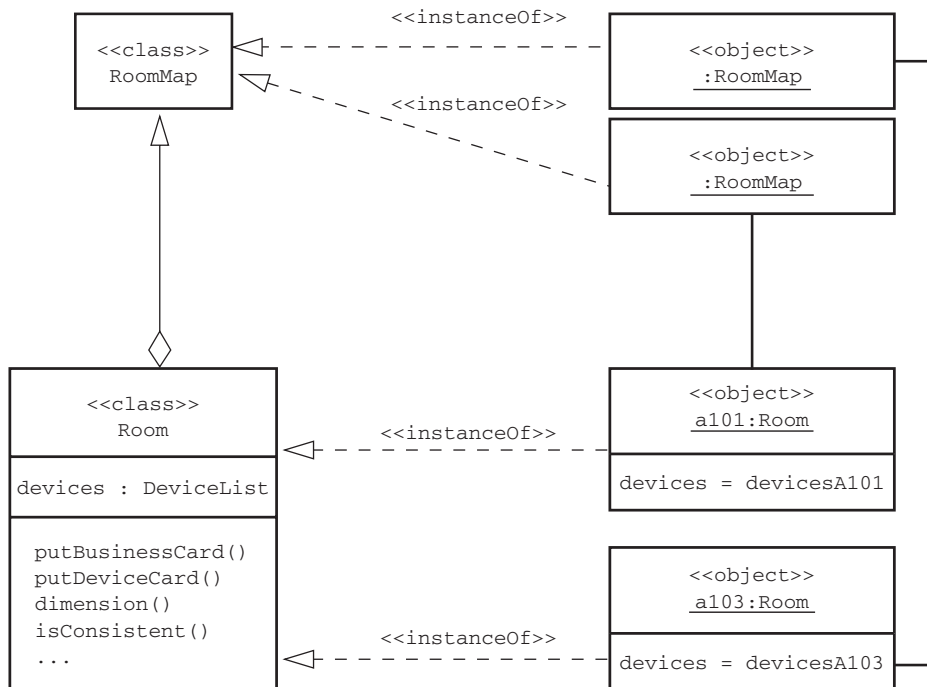 <<instanceOf>>
<<class>>
RoomMap
<<object>>
:RoomMap
<<instanceOf>>
<<object>>
:RoomMap
<<class>>
Room
devices : DeviceList
putBusinessCard()
putDeviceCard()
dimension()
isConsistent()
...
<<instanceOf>>
<<object>>
a101:Room
devices = devicesA101
<<instanceOf>>
<<object>>
a103:Room
devices = devicesA103